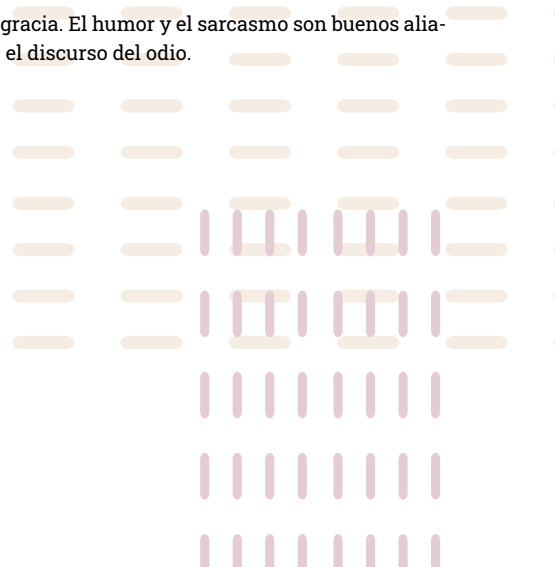 gracia. El humor y el sarcasmo son buenos alia-
el discurso del odio.